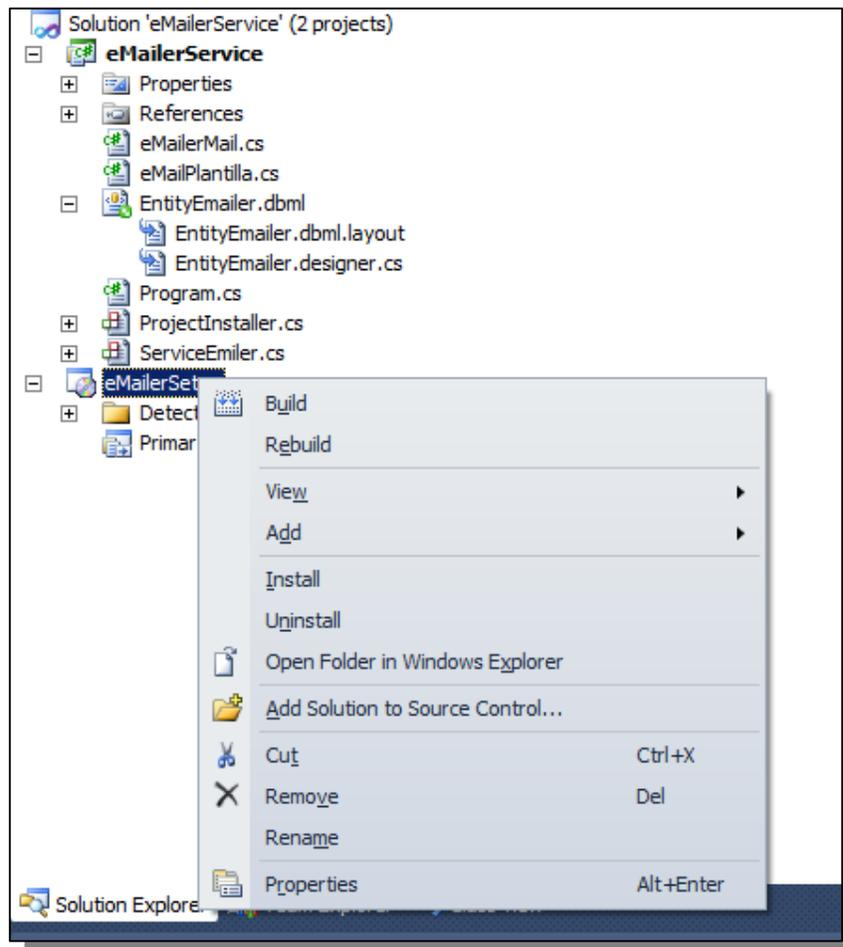 Solution 'eMailerService' (2 projects)
eMailerService
Properties
References
eMailerMail.cs
eMailPlantilla.cs
EntityEmailer.dbml
EntityEmailer.dbml.layout
EntityEmailer.designer.cs
Program.cs
ProjectInstaller.cs
ServiceEmiler.cs
eMailerSet
Detect
Primar
Build
Rebuild
View
Add
Install
Uninstall
Open Folder in Windows Explorer
Add Solution to Source Control...
Cut Ctrl+X
Remove Del
Rename
Properties Alt+Enter
Solution Explore